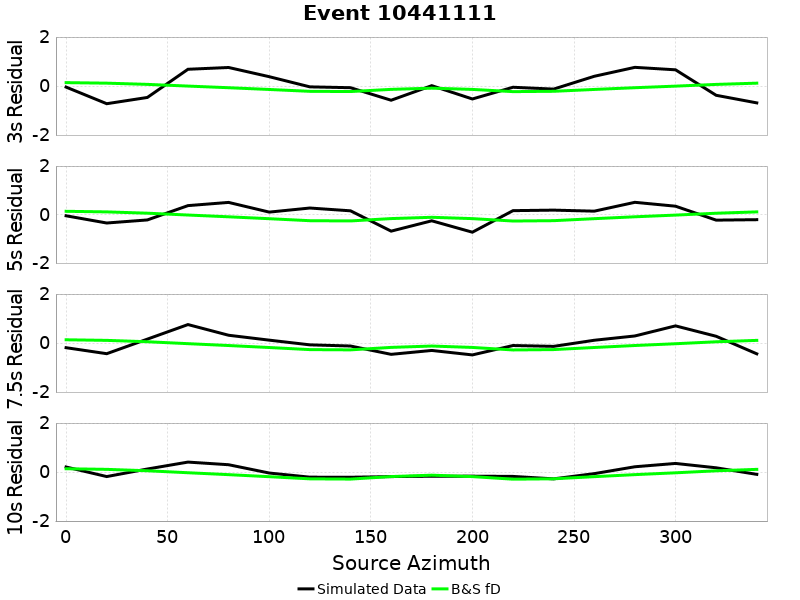 Event 10441111
3s Residual
2
0
-2
5s Residual
2
0
-2
7.5s Residual
2
0
-2
10s Residual
2
0
-2
0 50 100 150 200 250 300
Source Azimuth
Simulated Data B&S fD